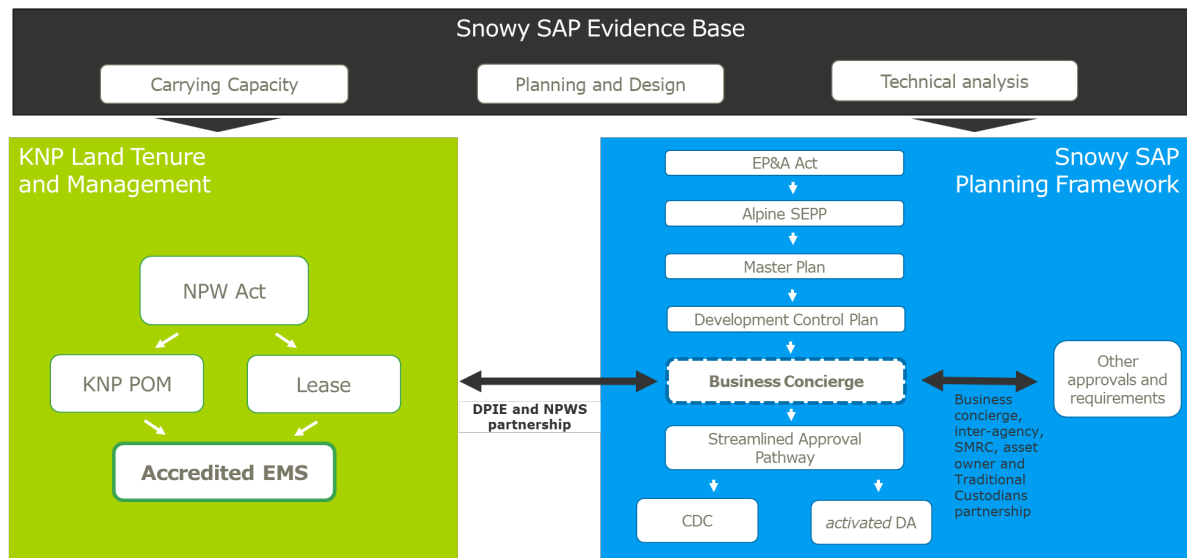 Snowy SAP Evidence Base
Carrying Capacity
Planning and Design
Technical analysis
KNP Land Tenure
and Management
NPW Act
KNP POM
Lease
Accredited EMS
DPIE and NPWS
partnership
Snowy SAP
Planning Framework
EP&A Act
Alpine SEPP
Master Plan
Development Control Plan
Business Concierge
Streamlined Approval
Pathway
CDC
activated DA
Other
approvals and
requirements
Business
concierge,
inter-agency,
SMRC, asset
owner and
Traditional
Custodians
partnership